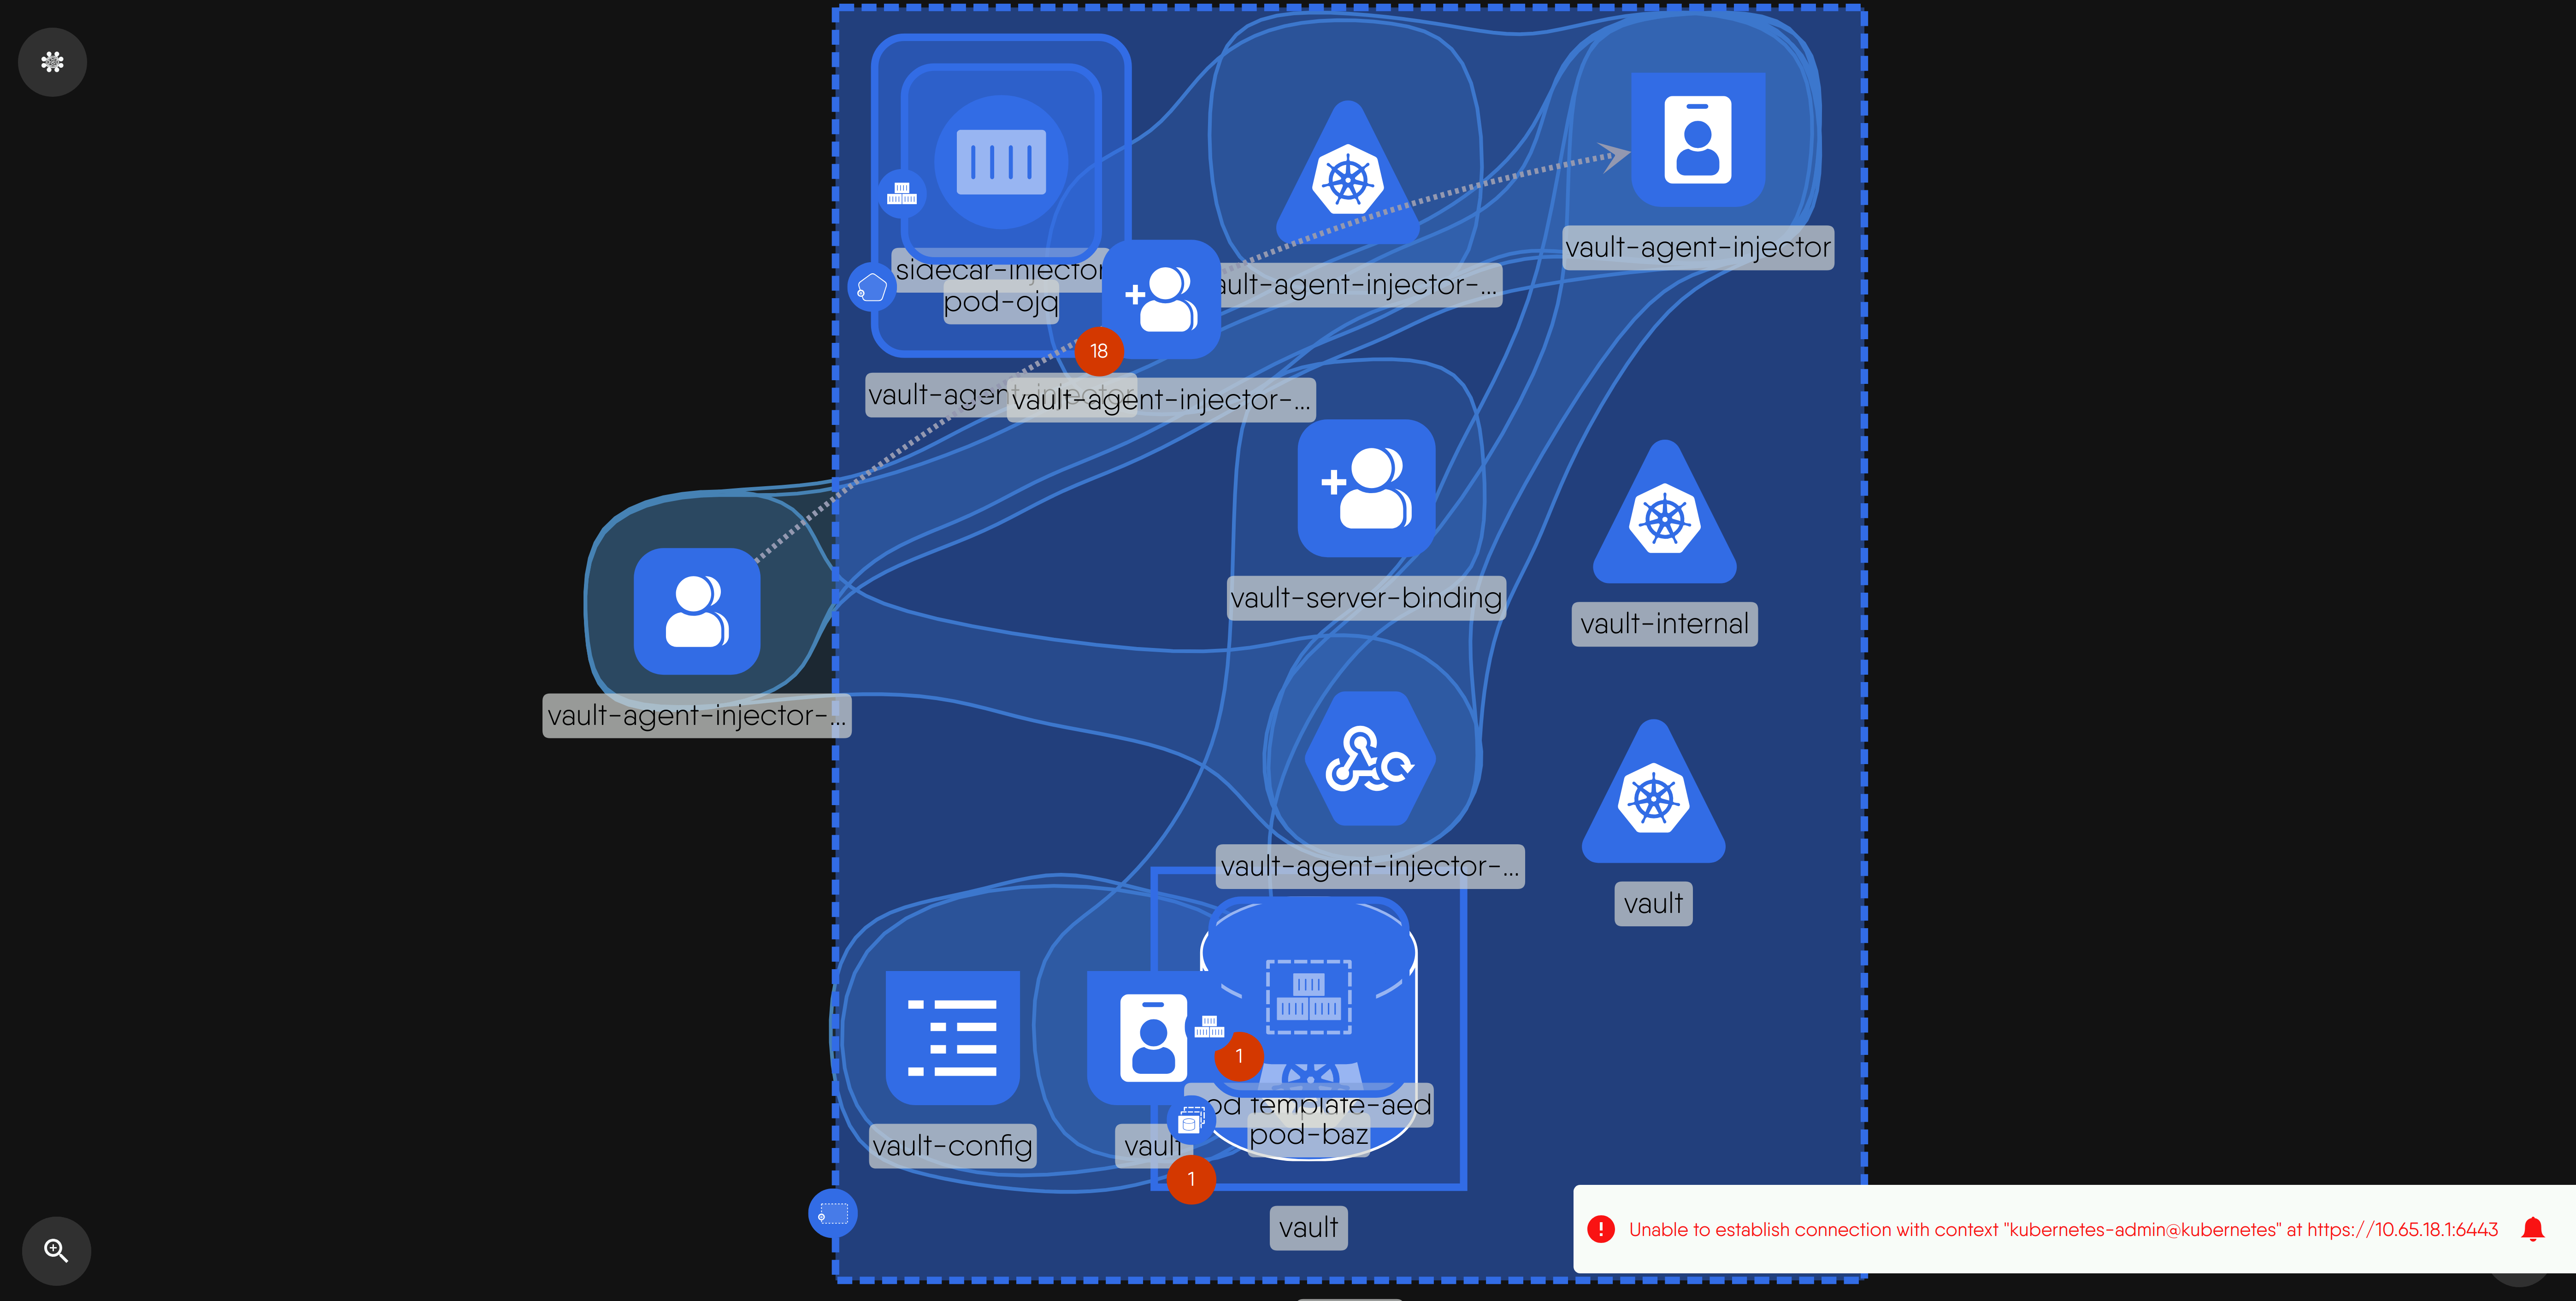 vault-agent-injector
sidecar-injector
pod-ojq
ault-agent-injector-...
18
vault-agent-injector
vault-agent-injector-...
vault-server-binding
vault-internal
vault-agent-injector-...
vault-agent-injector-...
vault
1
od template-aed
pod-baz
vault-config
vault
1
vault
Unable to establish connection with context "kubernetes-admin@kubernetes" at https://10.65.18.1:6443